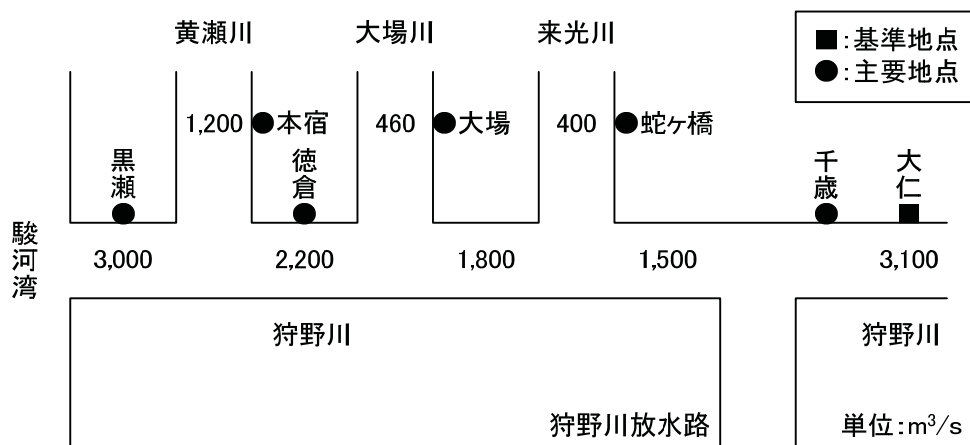 黄瀬川 大場川 来光川
■:基準地点
●:主要地点
1,200 本宿 460 大場 400 蛇ヶ橋
黒瀬 徳倉 千歳 大仁
駿河湾
3,000 2,200 1,800 1,500 3,100
狩野川 狩野川
狩野川放水路 単位:m³/s